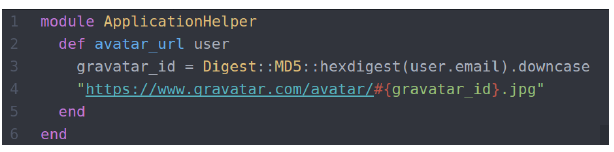 1 module ApplicationHelper
2 def avatar_url user
3 gravatar_id = Digest::MD5::hexdigest(user.email).downcase
4 "https://www.gravatar.com/avatar/#{gravatar_id}.jpg"
5 end
6 end